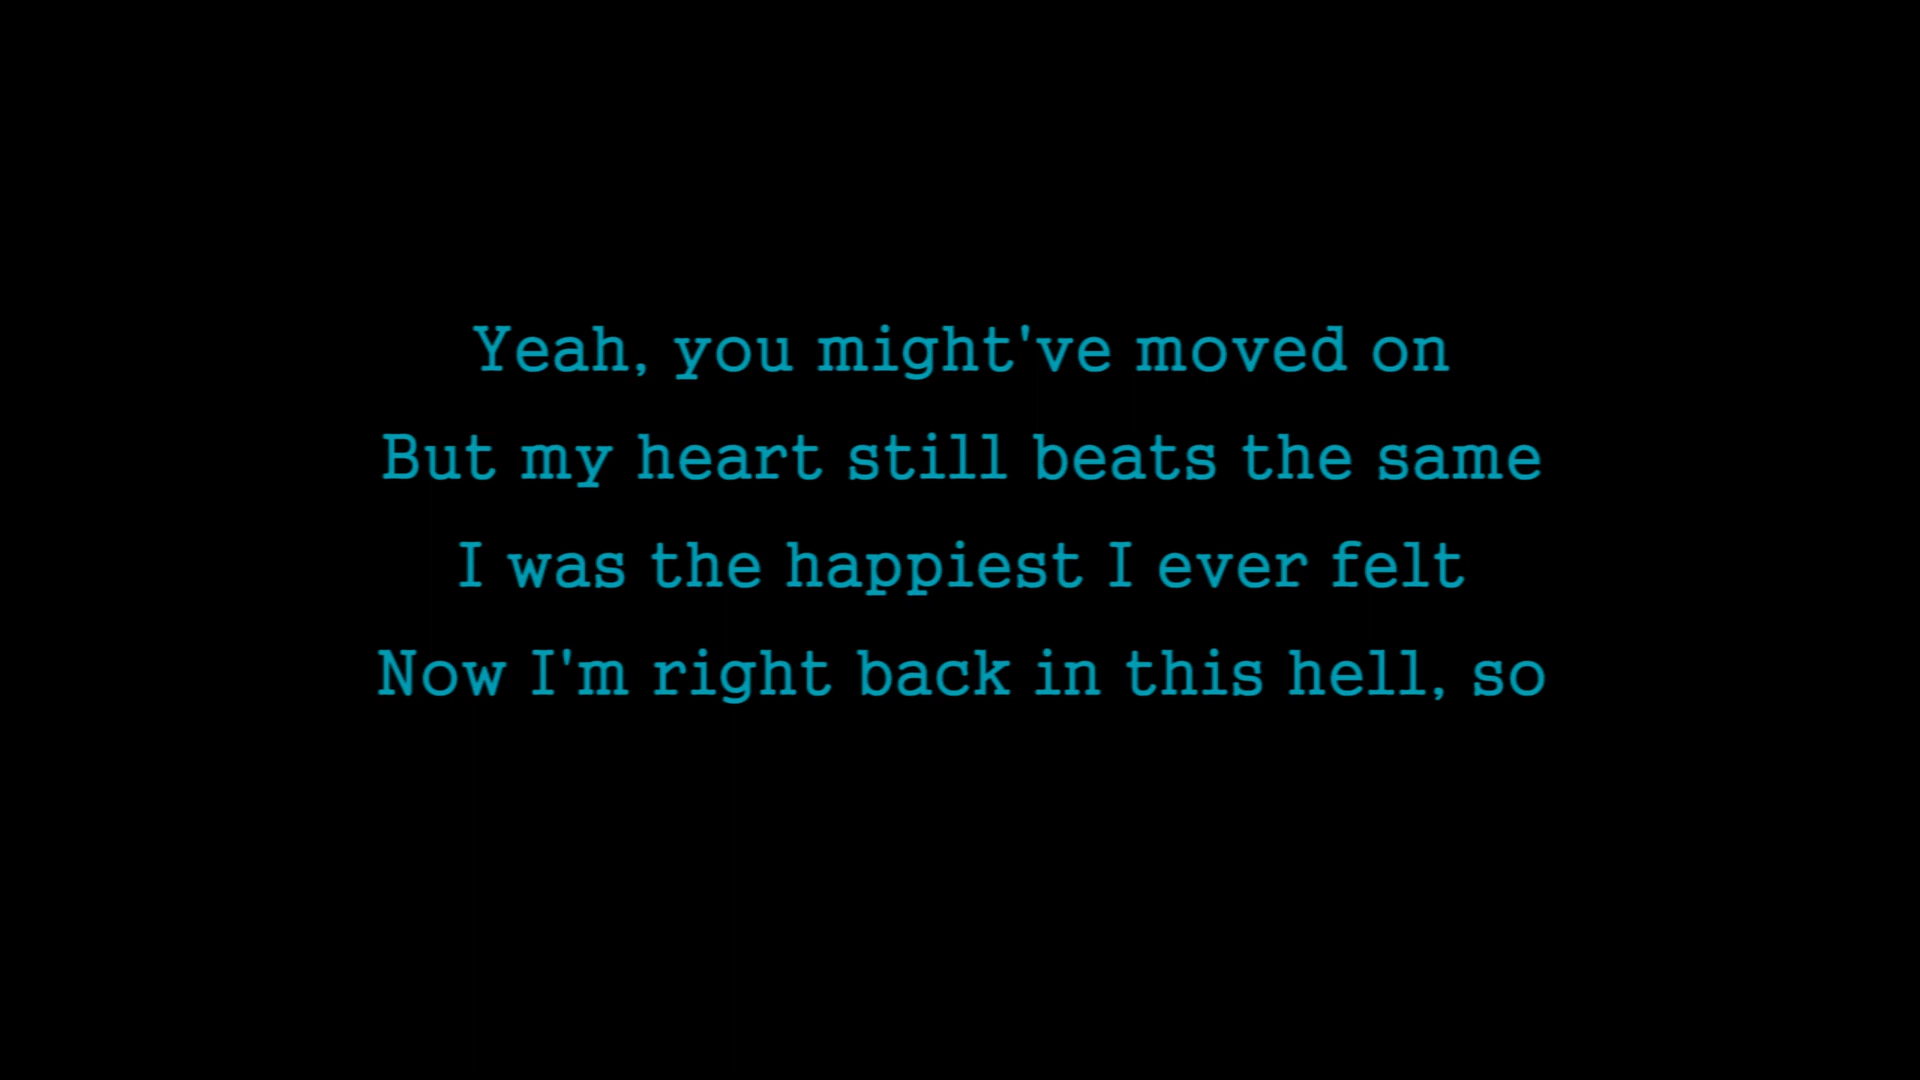 Yeah, you might've moved on
But my heart still beats the same
I was the happiest I ever felt
Now I'm right back in this hell, so